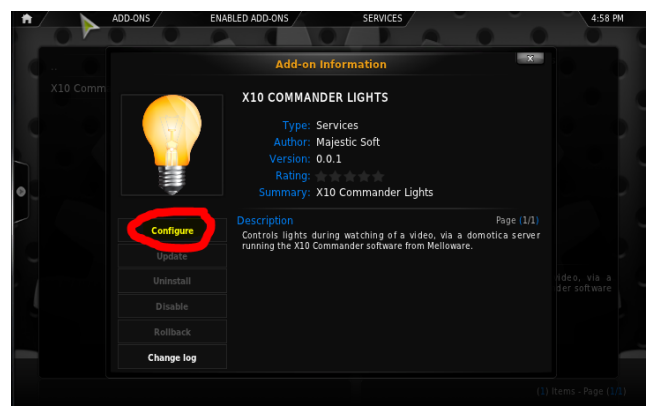 ADD-ONS ENABLED ADD-ONS SERVICES 4:58 PM
Add-on Information
X
..
X10 Comm
X10 COMMANDER LIGHTS
Type: Services
Author: Majestic Soft
Version: 0.0.1
Rating:
Summary: X10 Commander Lights
Configure
Update
Uninstall
Disable
Rollback
Change log
Description Page (1/1)
Controls lights during watching of a video, via a domotica server
running the X10 Commander software from Melloware.
video, via a
der software
(1) Items - Page (1/1)